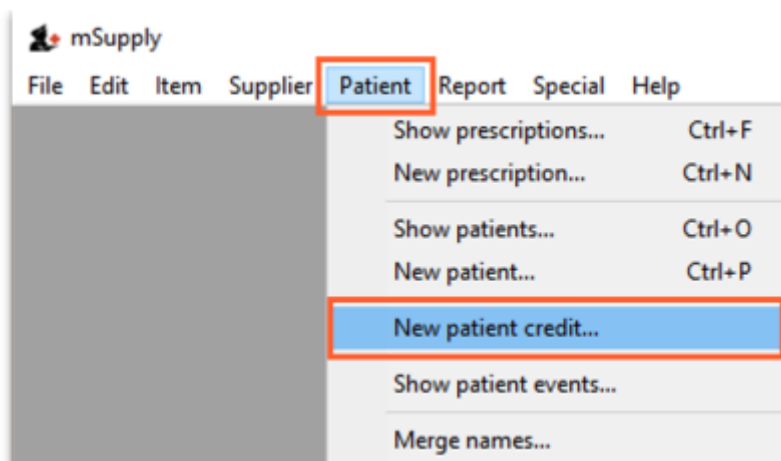 mSupply
File Edit Item Supplier Patient Report Special Help
Show prescriptions... Ctrl+F
New prescription... Ctrl+N
Show patients... Ctrl+O
New patient... Ctrl+P
New patient credit...
Show patient events...
Merge names...